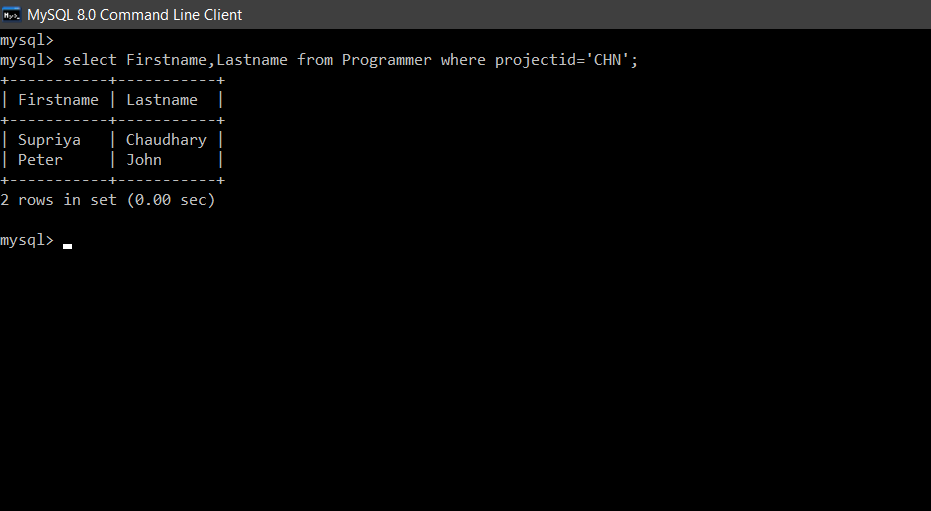 MySQL 8.0 Command Line Client
mysql>
mysql> select Firstname,Lastname from Programmer where projectid='CHN';
+-----------+-----------+
| Firstname | Lastname  |
+-----------+-----------+
| Supriya   | Chaudhary |
| Peter     | John      |
+-----------+-----------+
2 rows in set (0.00 sec)
mysql>